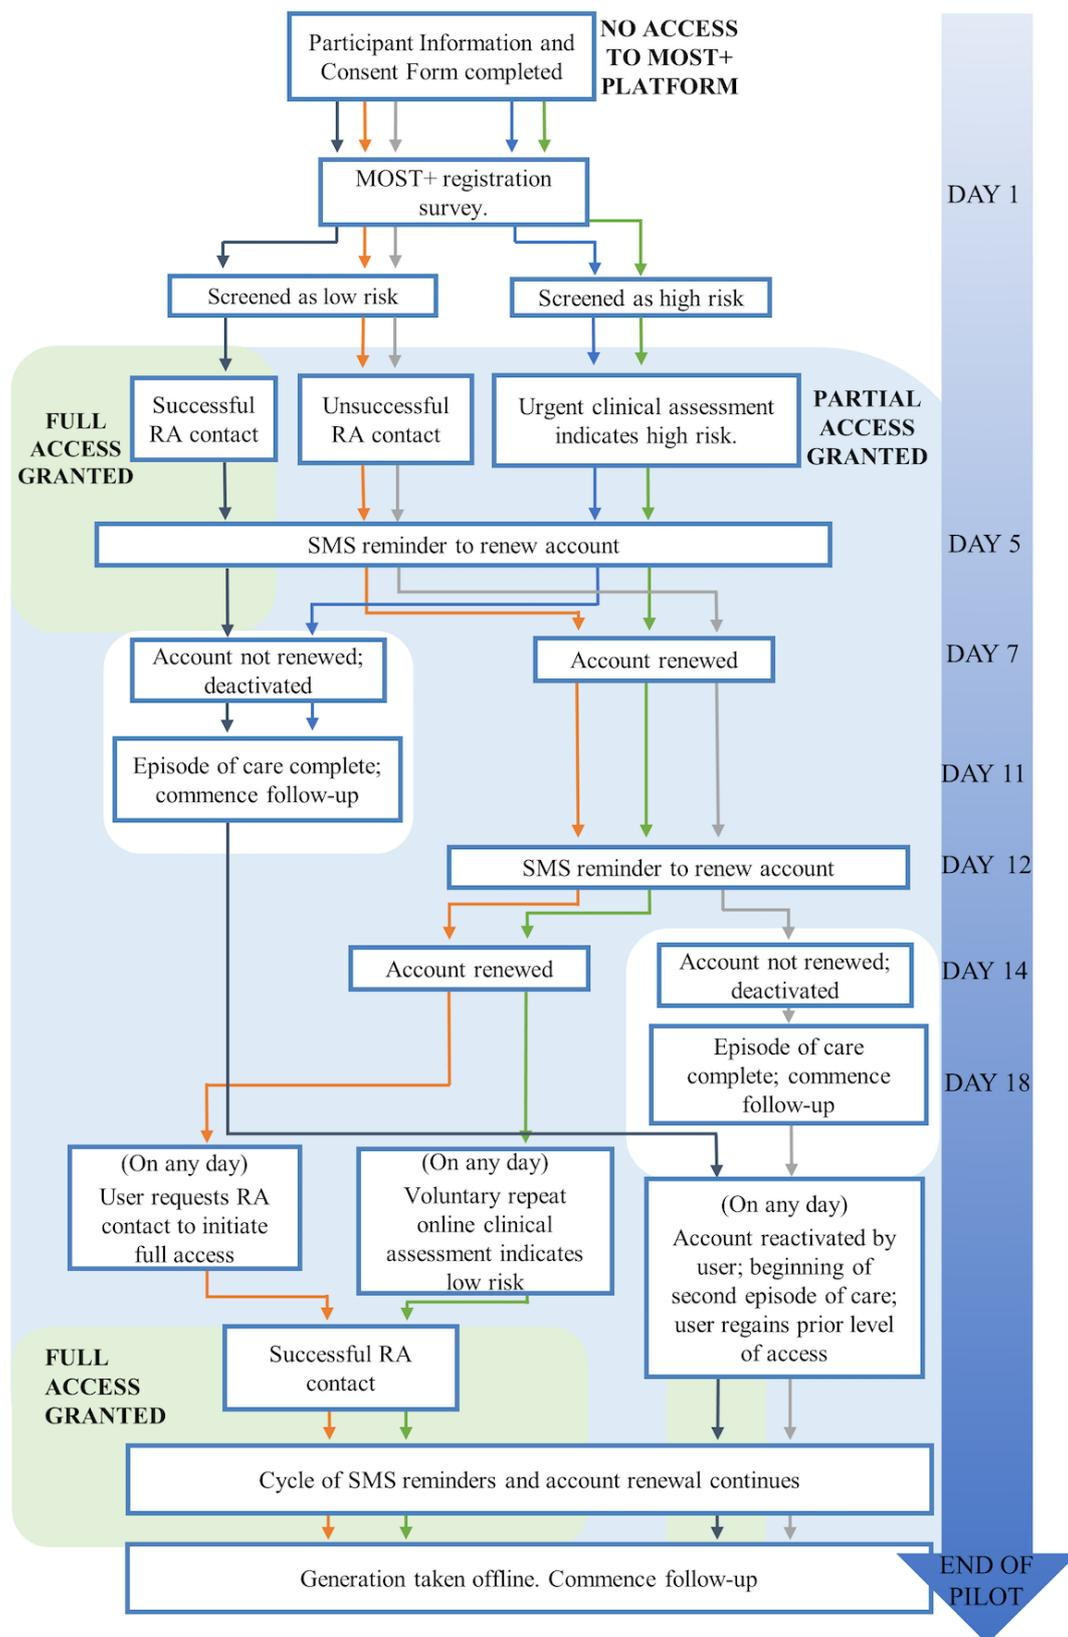 Participant Information and
Consent Form completed
NO ACCESS
TO MOST+
PLATFORM
MOST+ registration
survey.
DAY 1
Screened as low risk
Screened as high risk
FULL
ACCESS
GRANTED
Successful
RA contact
Unsuccessful
RA contact
Urgent clinical assessment
indicates high risk.
PARTIAL
ACCESS
GRANTED
SMS reminder to renew account
DAY 5
Account not renewed;
deactivated
Account renewed
DAY 7
Episode of care complete;
commence follow-up
DAY 11
SMS reminder to renew account
DAY 12
Account renewed
Account not renewed;
deactivated
DAY 14
Episode of care
complete; commence
follow-up
DAY 18
(On any day)
User requests RA
contact to initiate
full access
(On any day)
Voluntary repeat
online clinical
assessment indicates
low risk
(On any day)
Account reactivated by
user; beginning of
second episode of care;
user regains prior level
of access
FULL
ACCESS
GRANTED
Successful RA
contact
Cycle of SMS reminders and account renewal continues
Generation taken offline. Commence follow-up
END OF
PILOT